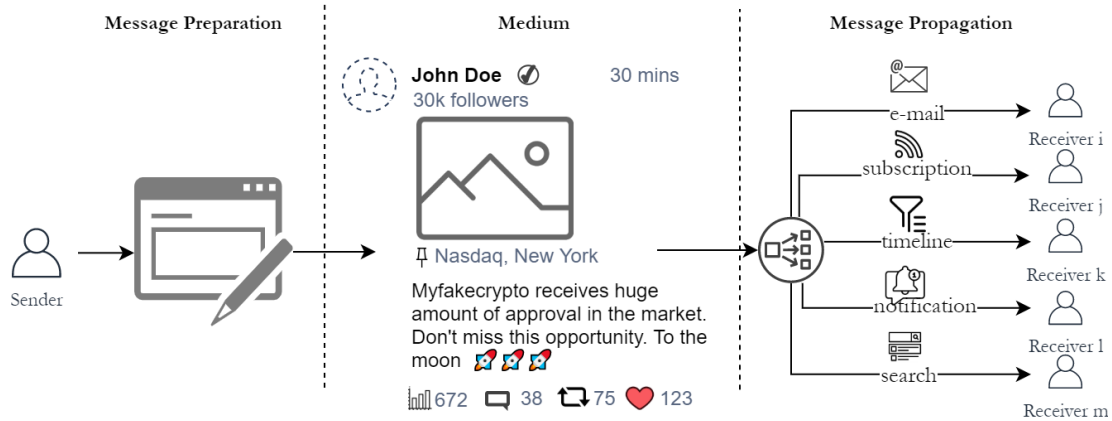 Message Preparation
Medium
Message Propagation
Sender
John Doe
30 mins
30k followers
Nasdaq, New York
Myfakecrypto receives huge
amount of approval in the market.
Don't miss this opportunity. To the
moon 🚀🚀🚀
672
38
75
123
@
e-mail
Receiver i
subscription
Receiver j
timeline
Receiver k
1
notification
Receiver l
search
Receiver m